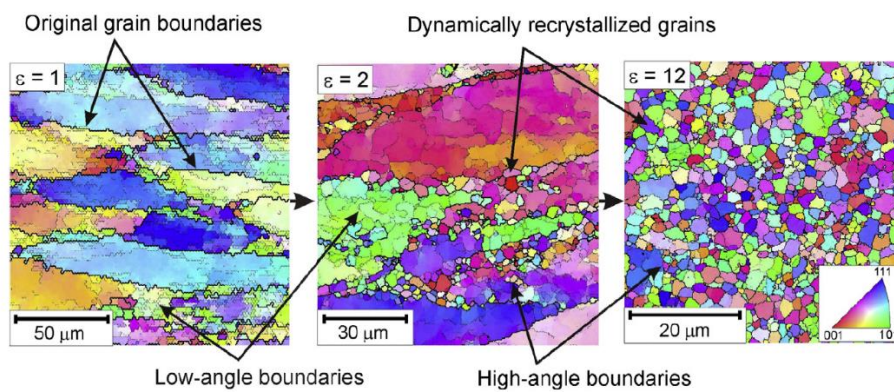 Original grain boundaries
Dynamically recrystallized grains
ε = 1
ε = 2
ε = 12
50 μm
30 μm
20 μm
111
001
10
Low-angle boundaries
High-angle boundaries